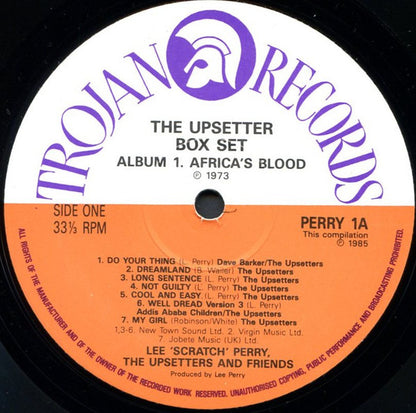 TROJAN RECORDS
THE UPSETTER
BOX SET
ALBUM 1. AFRICA'S BLOOD
℗ 1973
SIDE ONE
33⅓ RPM
PERRY 1A
This compilation
℗ 1985
1. DO YOUR THING (L. Perry) Dave Barker/The Upsetters
2. DREAMLAND (B. Wailer) The Upsetters
3. LONG SENTENCE (L. Perry) The Upsetters
4. NOT GUILTY (L. Perry) The Upsetters
5. COOL AND EASY (L. Perry) The Upsetters
6. WELL DREAD Version 3 (L. Perry)
Addis Ababa Children/The Upsetters
7. MY GIRL (Robinson/White) The Upsetters
1,3-6. New Town Sound Ltd. 2. Virgin Music Ltd.
7. Jobete Music (UK) Ltd.
LEE 'SCRATCH' PERRY,
THE UPSETTERS AND FRIENDS
Produced by Lee Perry
ALL RIGHTS OF THE MANUFACTURER AND OF THE OWNER OF THE RECORDED WORK RESERVED. UNAUTHORISED COPYING, PUBLIC PERFORMANCE AND BROADCASTING PROHIBITED.